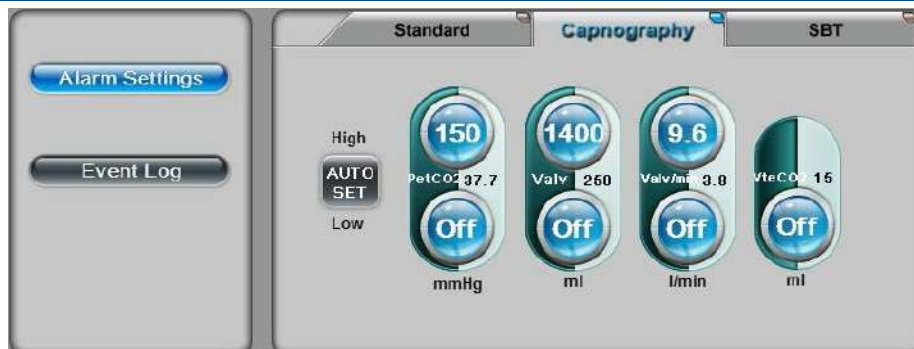 Standard
Capnography
SBT
Alarm Settings
Event Log
High
AUTO SET
Low
150
PetCO2 37.7
Off
mmHg
1400
Valv 260
Off
ml
9.6
Valv/min 3.8
Off
l/min
VteCO2 15
Off
ml